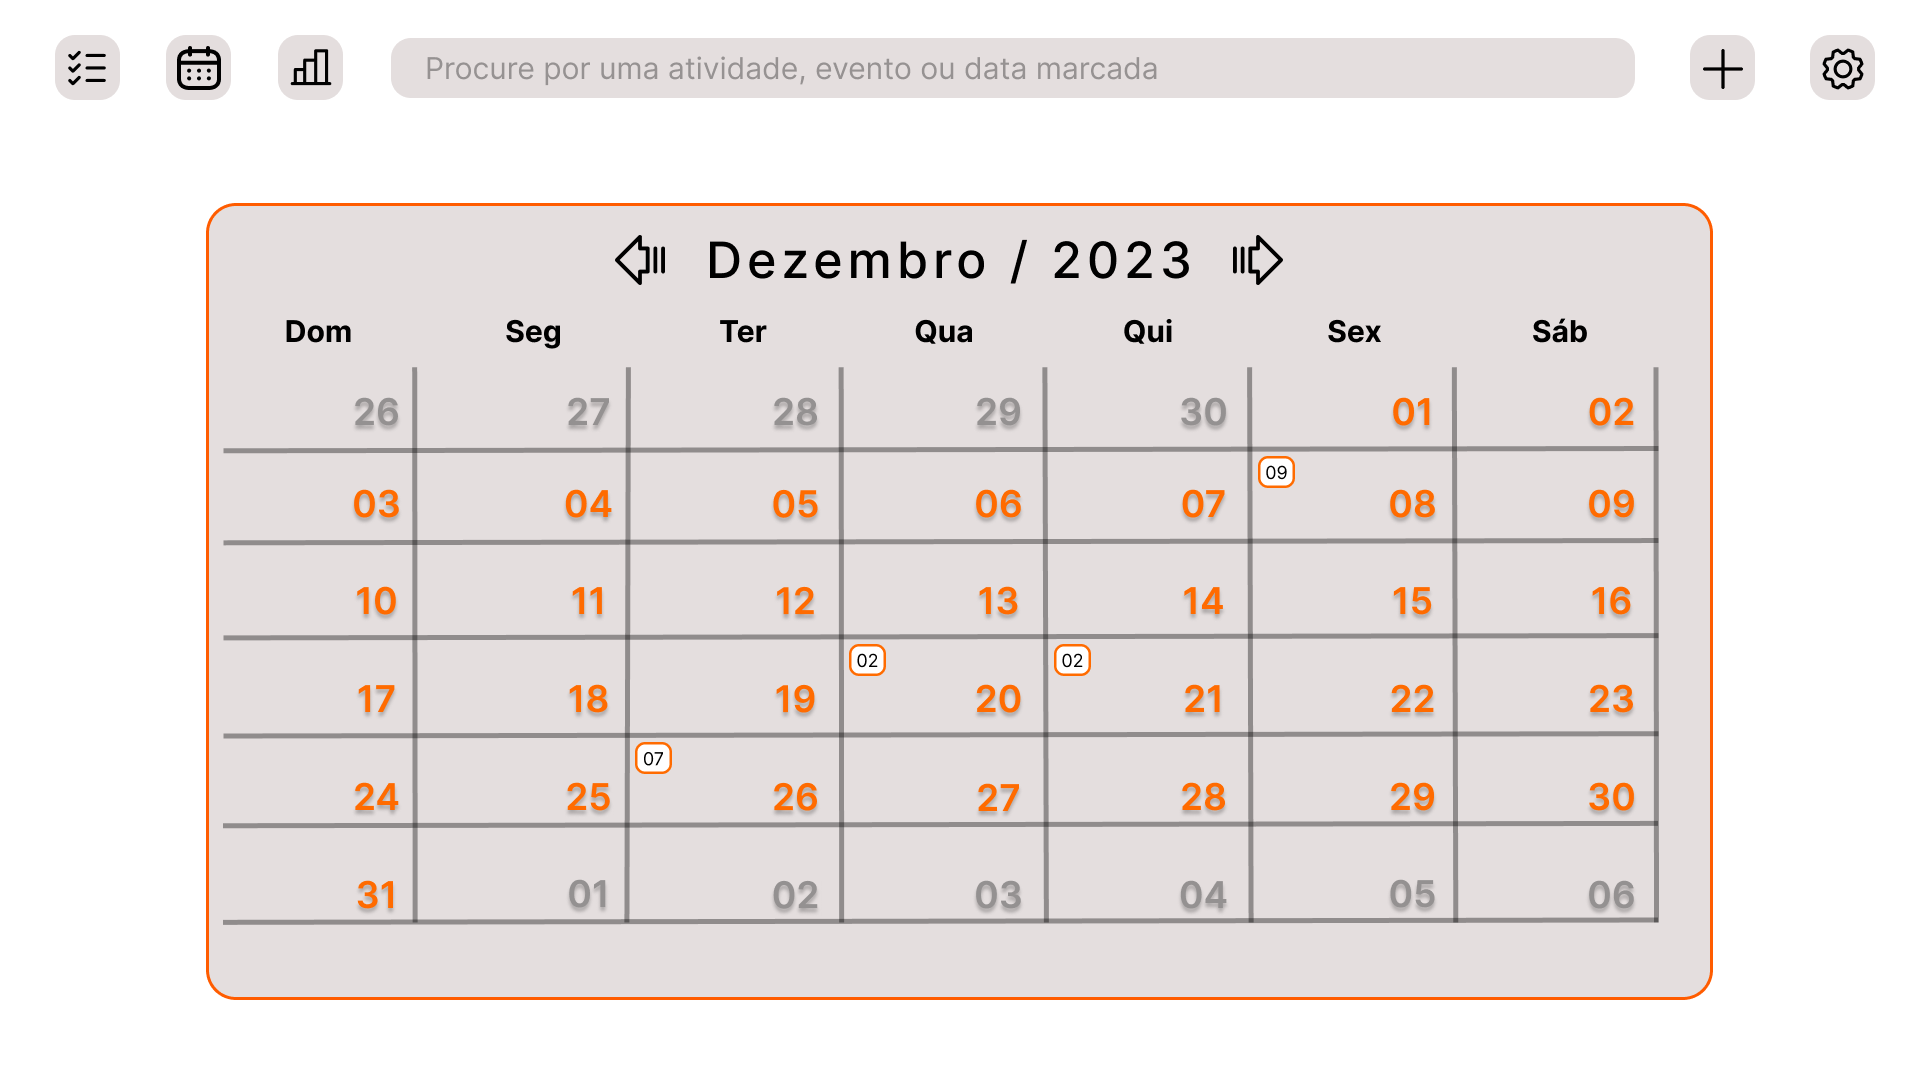 Procure por uma atividade, evento ou data marcada
Dezembro / 2023
Dom Seg Ter Qua Qui Sex Sáb
26 27 28 29 30 01 02
09
03 04 05 06 07 08 09
10 11 12 13 14 15 16
02 02
17 18 19 20 21 22 23
07
24 25 26 27 28 29 30
31 01 02 03 04 05 06